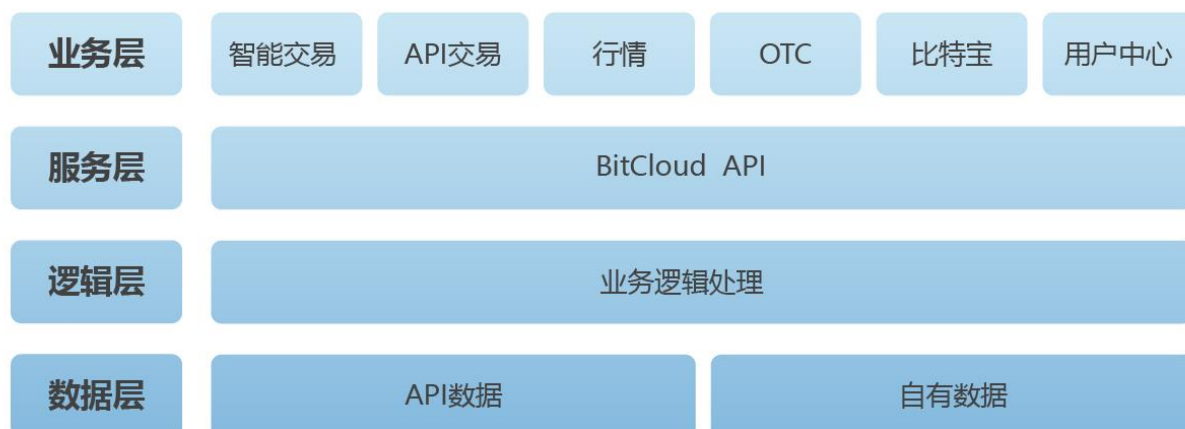 业务层 智能交易 API交易 行情 OTC 比特宝 用户中心
服务层 BitCloud API
逻辑层 业务逻辑处理
数据层 API数据 自有数据